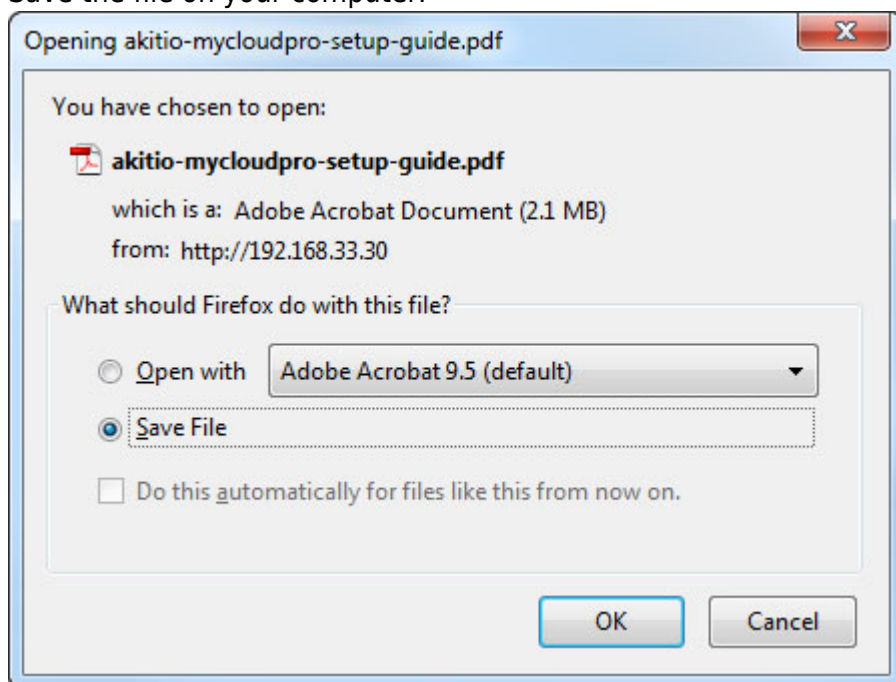 Save the file on your computer.
Opening akitio-mycloudpro-setup-guide.pdf
You have chosen to open:
akitio-mycloudpro-setup-guide.pdf
which is a: Adobe Acrobat Document (2.1 MB)
from: http://192.168.33.30
What should Firefox do with this file?
Open with Adobe Acrobat 9.5 (default)
Save File
Do this automatically for files like this from now on.
OK Cancel